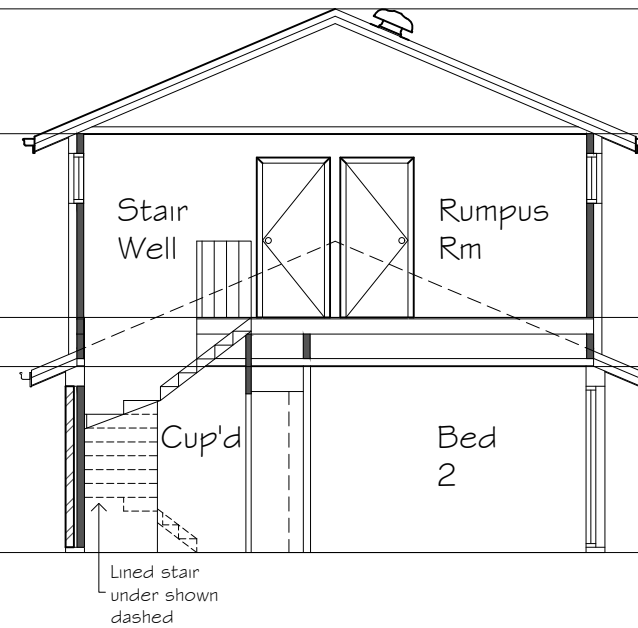 Stair
Well
Rumpus
Rm
Cup'd
Bed
2
Lined stair
under shown
dashed